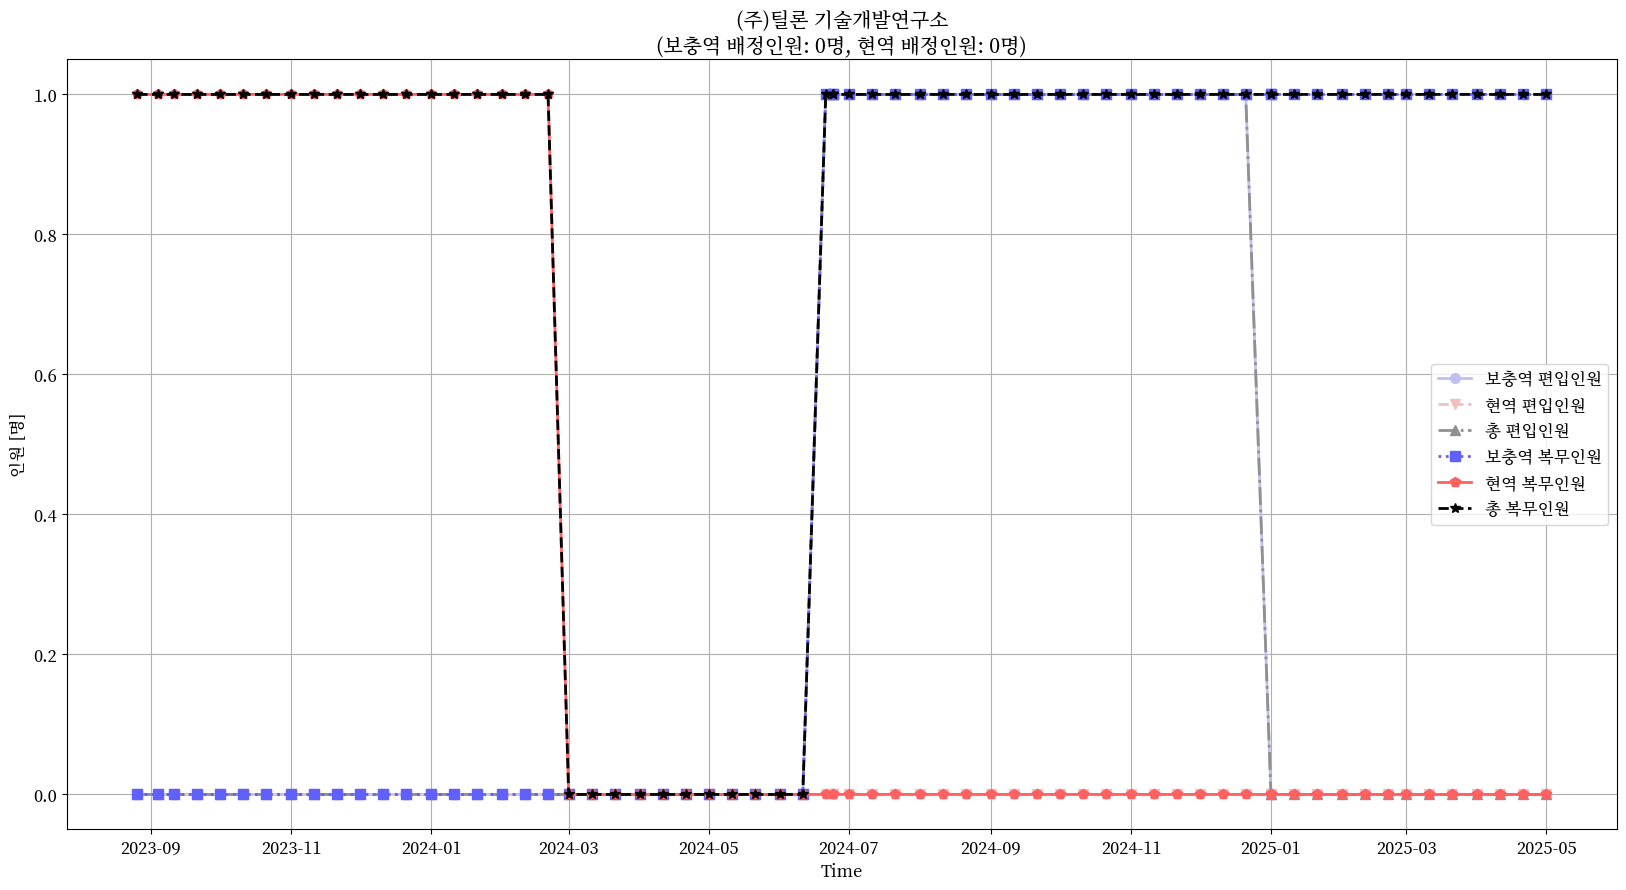 (주)틸론 기술개발연구소
(보충역 배정인원: 0명, 현역 배정인원: 0명)
1.0
0.8
0.6
0.4
0.2
0.0
인원 [명]
보충역 편입인원
현역 편입인원
총 편입인원
보충역 복무인원
현역 복무인원
총 복무인원
2023-09
2023-11
2024-01
2024-03
2024-05
2024-07
2024-09
2024-11
2025-01
2025-03
2025-05
Time